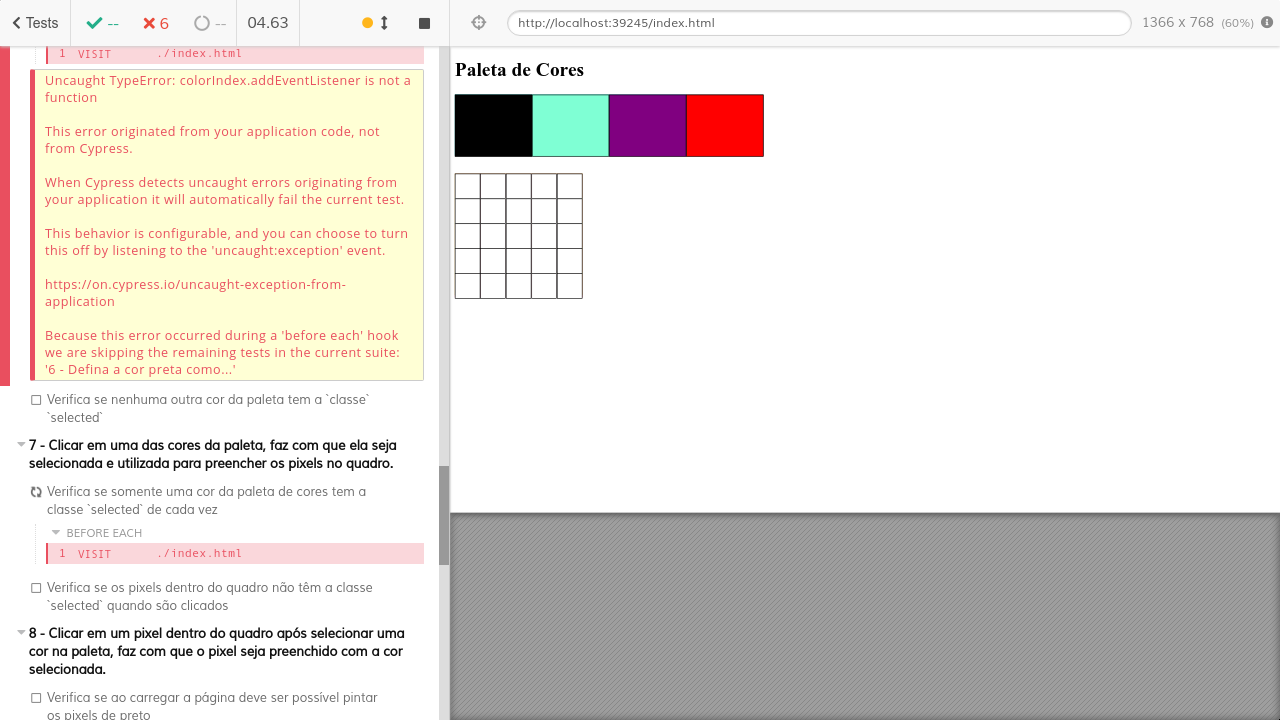 Tests
--
6
--
04.63
http://localhost:39245/index.html
1366 x 768 (60%)
1 VISIT ./index.html
Uncaught TypeError: colorIndex.addEventListener is not a
function
This error originated from your application code, not
from Cypress.
When Cypress detects uncaught errors originating from
your application it will automatically fail the current test.
This behavior is configurable, and you can choose to turn
this off by listening to the 'uncaught:exception' event.
https://on.cypress.io/uncaught-exception-from-
application
Because this error occurred during a 'before each' hook
we are skipping the remaining tests in the current suite:
'6 - Defina a cor preta como...'
Verifica se nenhuma outra cor da paleta tem a `classe`
`selected`
7 - Clicar em uma das cores da paleta, faz com que ela seja
selecionada e utilizada para preencher os pixels no quadro.
Verifica se somente uma cor da paleta de cores tem a
classe `selected` de cada vez
BEFORE EACH
1 VISIT ./index.html
Verifica se os pixels dentro do quadro não têm a classe
`selected` quando são clicados
8 - Clicar em um pixel dentro do quadro após selecionar uma
cor na paleta, faz com que o pixel seja preenchido com a cor
selecionada.
Verifica se ao carregar a página deve ser possível pintar
os pixels de preto
Paleta de Cores